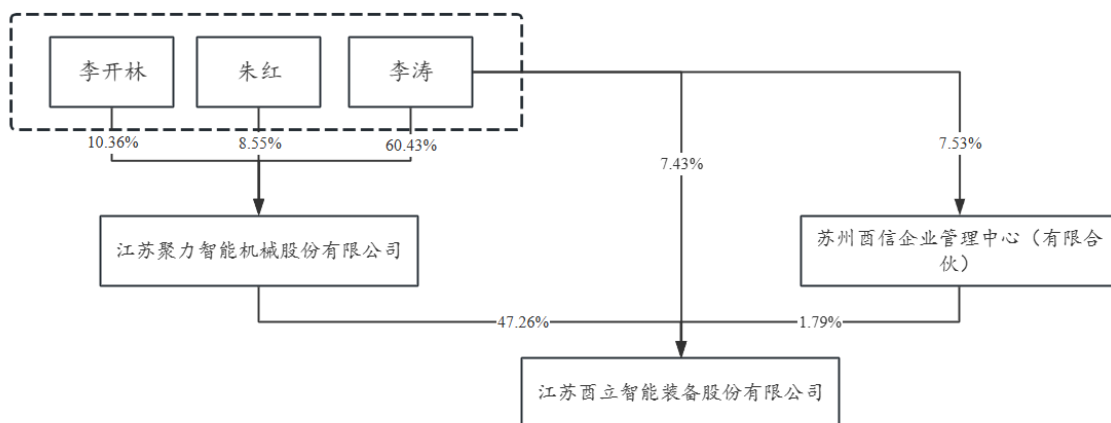 李开林
朱红
李涛
10.36%
8.55%
60.43%
7.43%
7.53%
江苏聚力智能机械股份有限公司
苏州酉信企业管理中心（有限合
伙）
47.26%
1.79%
江苏酉立智能装备股份有限公司